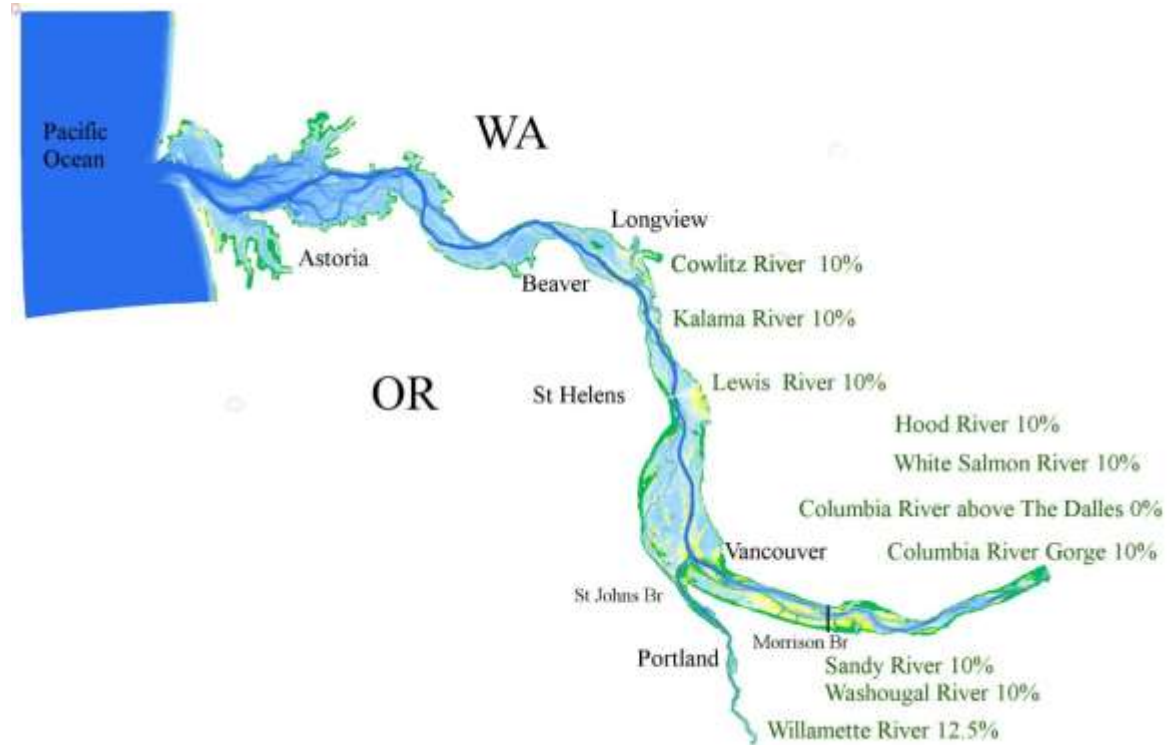 Pacific
Ocean
WA
Longview
Astoria
Cowlitz River 10%
Beaver
Kalama River 10%
Lewis River 10%
OR
St Helens
Hood River 10%
White Salmon River 10%
Columbia River above The Dalles 0%
Vancouver
Columbia River Gorge 10%
St Johns Br
Morrison Br
Portland
Sandy River 10%
Washougal River 10%
Willamette River 12.5%